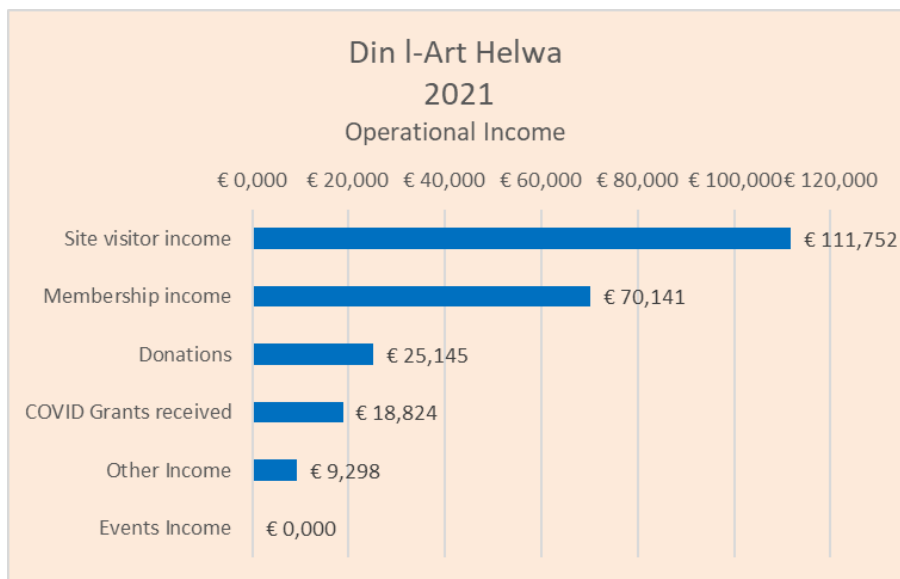 Din l-Art Helwa
2021
Operational Income
€ 0,000 € 20,000 € 40,000 € 60,000 € 80,000 € 100,000 € 120,000
Site visitor income € 111,752
Membership income € 70,141
Donations € 25,145
COVID Grants received € 18,824
Other Income € 9,298
Events Income € 0,000